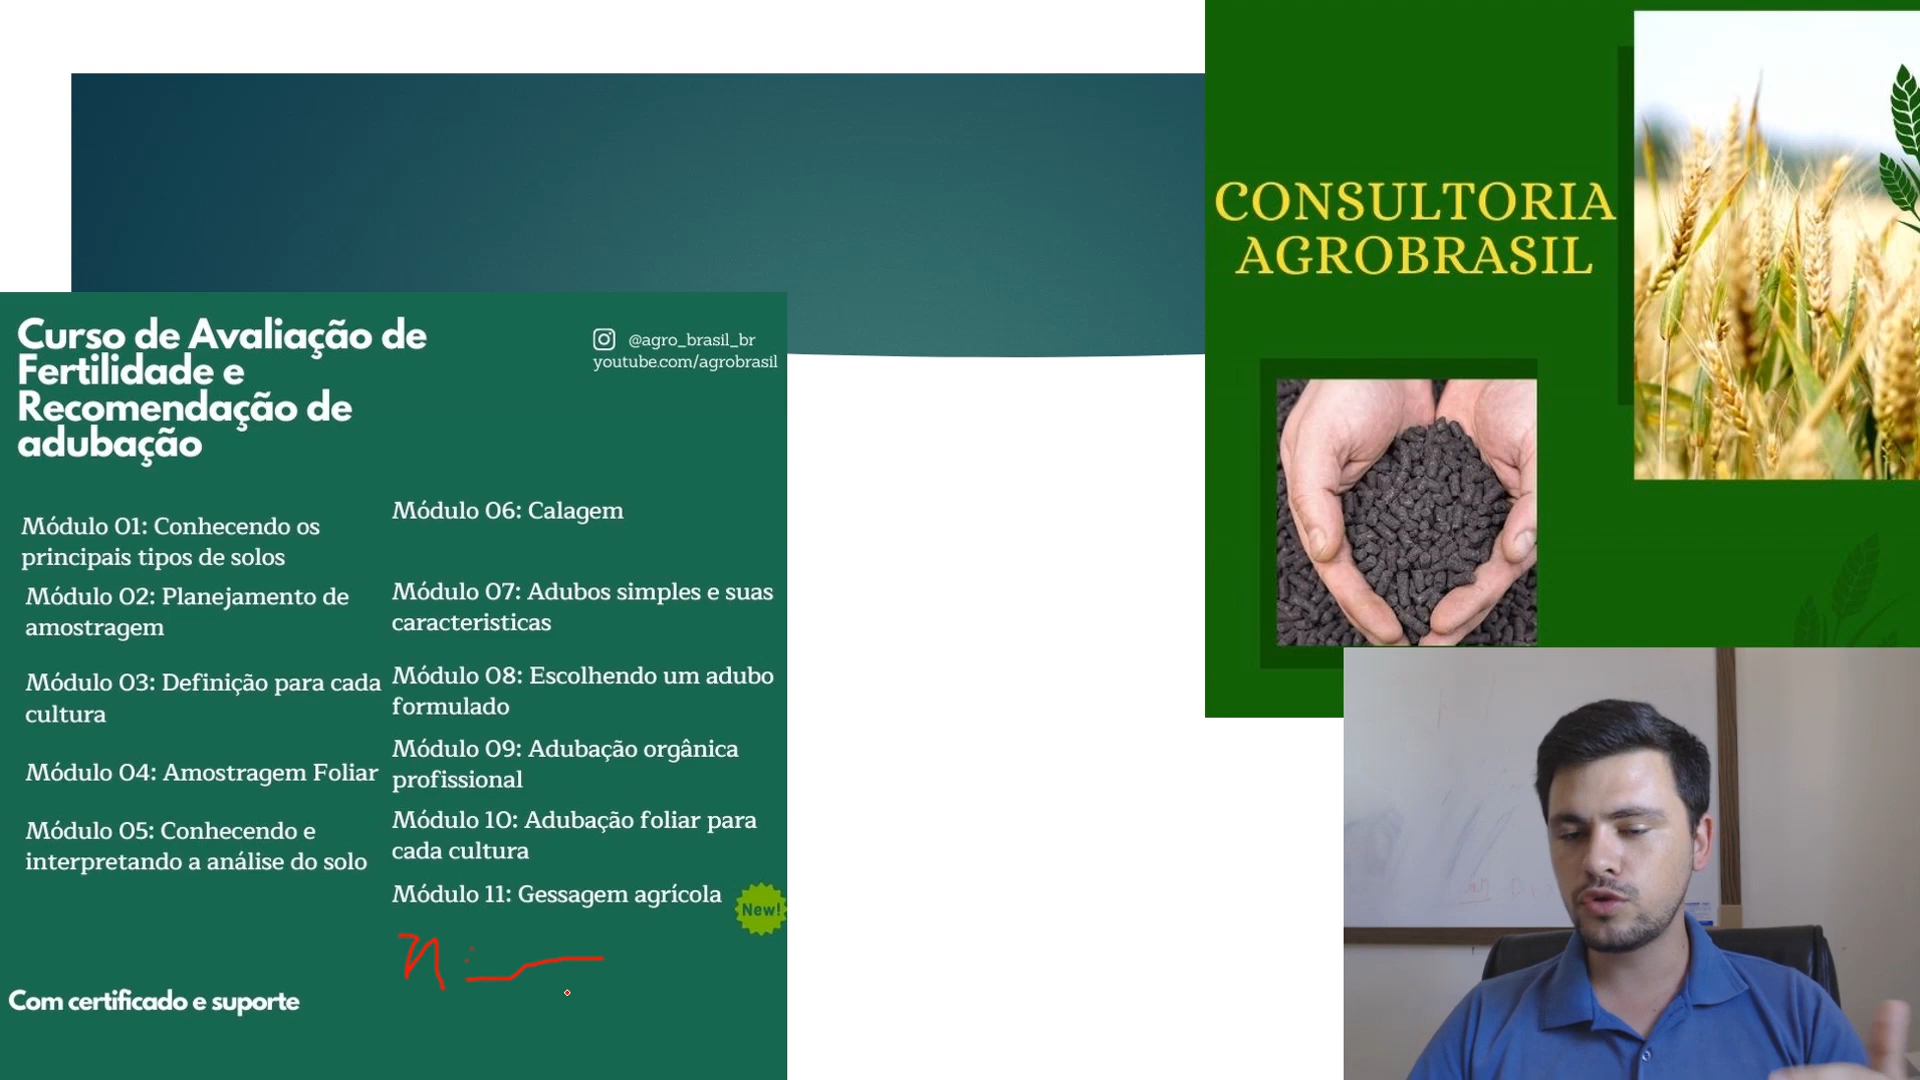 CONSULTORIA
AGROBRASIL
Curso de Avaliação de
Fertilidade e
Recomendação de
adubação
@agro_brasil_br
youtube.com/agrobrasil
Módulo 01: Conhecendo os
principais tipos de solos
Módulo 02: Planejamento de
amostragem
Módulo 03: Definição para cada
cultura
Módulo 04: Amostragem Foliar
Módulo 05: Conhecendo e
interpretando a análise do solo
Módulo 06: Calagem
Módulo 07: Adubos simples e suas
caracteristicas
Módulo 08: Escolhendo um adubo
formulado
Módulo 09: Adubação orgânica
profissional
Módulo 10: Adubação foliar para
cada cultura
Módulo 11: Gessagem agrícola
New!
Com certificado e suporte